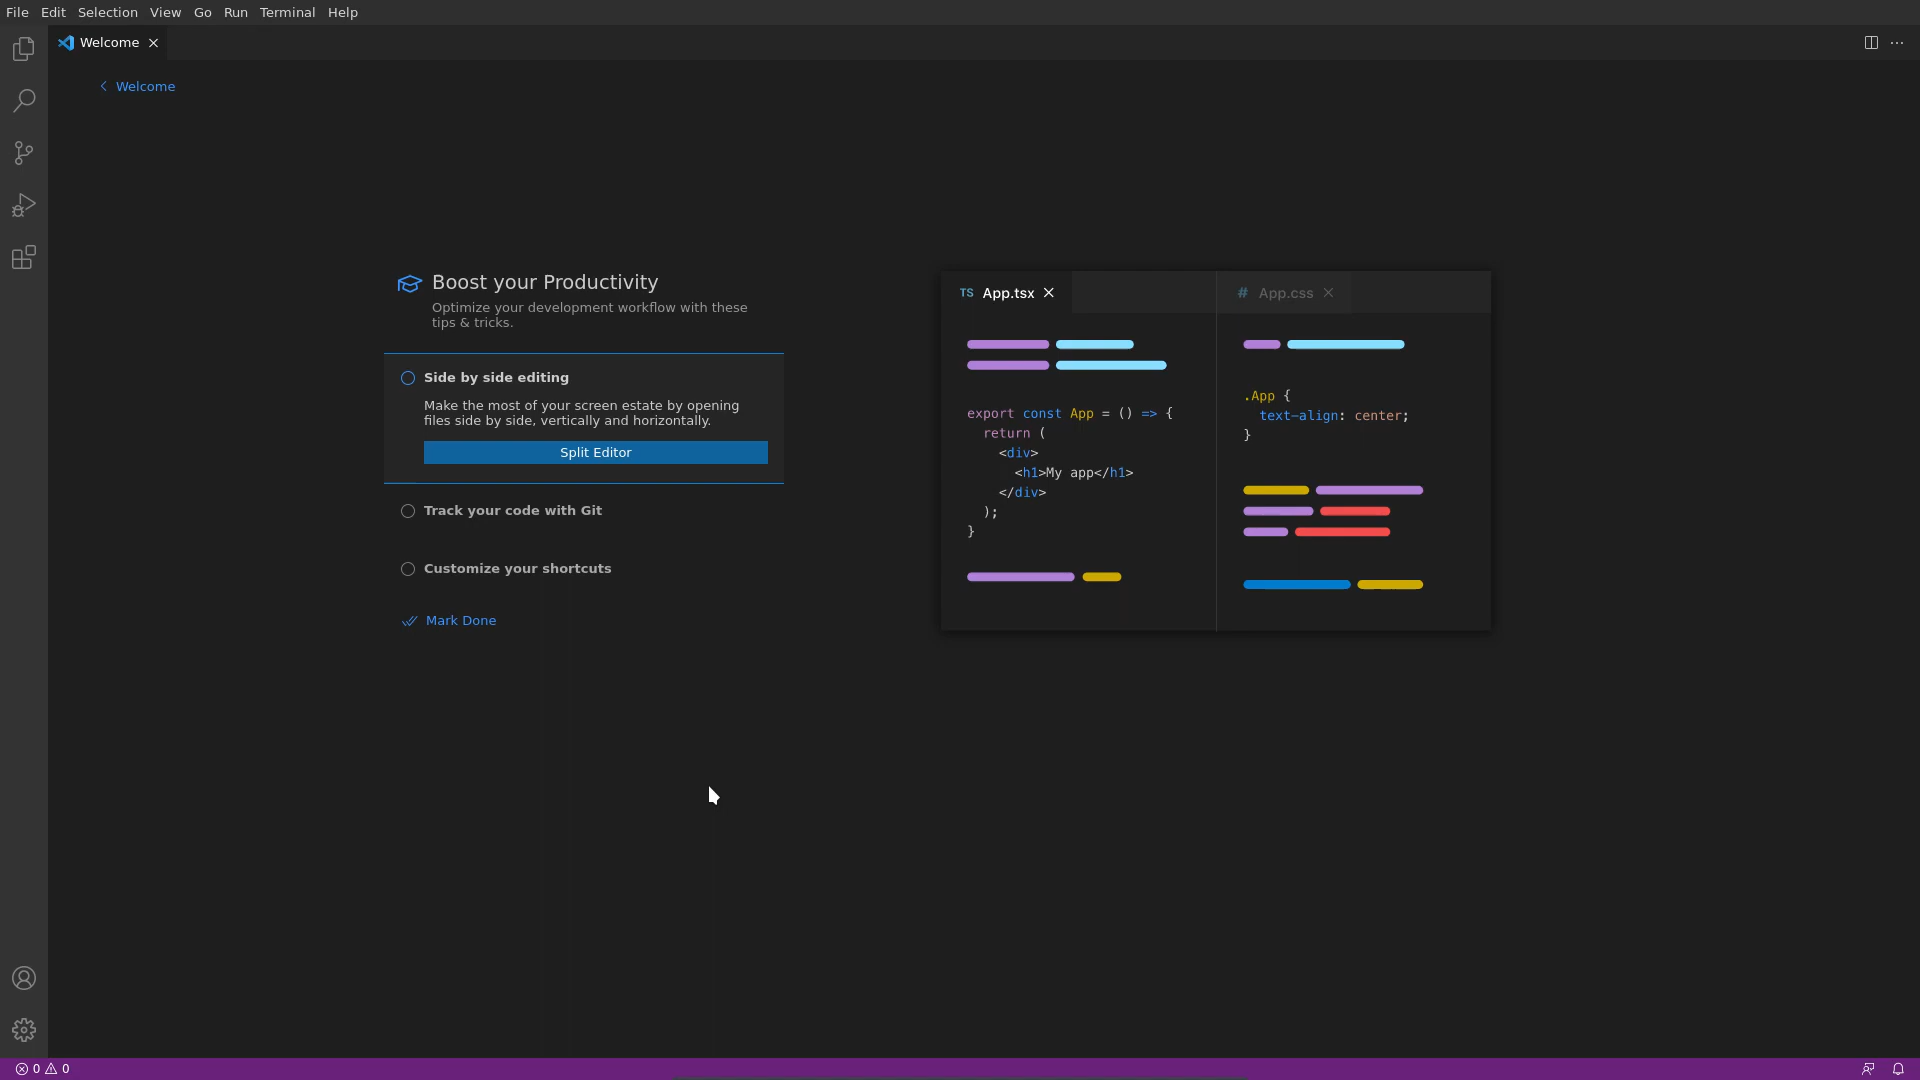 File Edit Selection View Go Run Terminal Help
Welcome
Welcome
Boost your Productivity
Optimize your development workflow with these
tips & tricks.
Side by side editing
Make the most of your screen estate by opening
files side by side, vertically and horizontally.
Split Editor
Track your code with Git
Customize your shortcuts
Mark Done
TS App.tsx
export const App = () => {
return (
<div>
<h1>My app</h1>
</div>
);
}
# App.css
.App {
text-align: center;
}
0 0